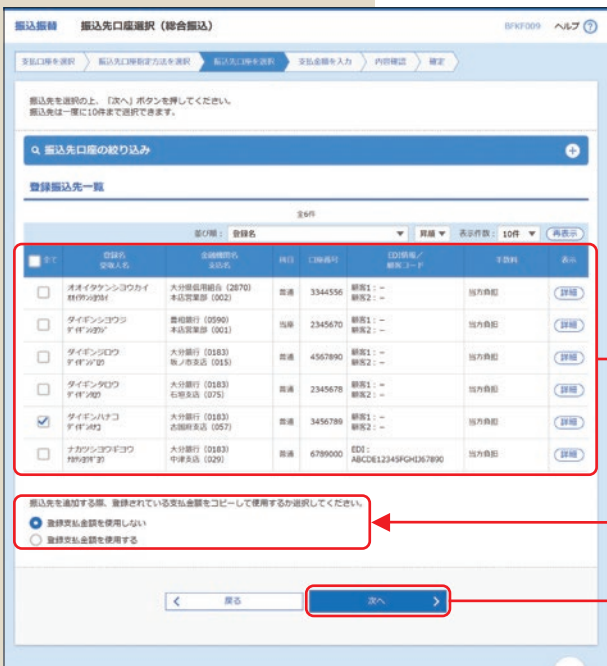 振込振替　振込先口座選択（総合振込）　BFKF009　ヘルプ ?
支払口座を選択　振込先口座指定方法を選択　振込先口座を選択　支払金額を入力　内容確認　確定
振込先を選択の上、「次へ」ボタンを押してください。
振込先は一度に10件まで選択できます。
振込先口座の絞り込み
登録振込先一覧
全6件
並び順： 登録名　昇順　表示件数： 10件　再表示
全て　登録名　金融機関名　科目　口座番号　EDI情報／　手数料　表示
受取人名　支店名　顧客コード
オオイタケンシヨウカイ　大分県信用組合（2870）　普通　3344556　顧客1：－　当方負担　詳細
本店営業部（002）　顧客2：－
ダイギンシヨウジ　豊和銀行（0590）　当座　2345670　顧客1：－　当方負担　詳細
本店営業部（001）　顧客2：－
ダイギンジロウ　大分銀行（0183）　普通　4567890　顧客1：－　当方負担　詳細
坂ノ市支店（015）　顧客2：－
ダイギンタロウ　大分銀行（0183）　普通　2345678　顧客1：－　当方負担　詳細
石垣支店（075）　顧客2：－
ダイギンハナコ　大分銀行（0183）　普通　3456789　顧客1：－　当方負担　詳細
古国府支店（057）　顧客2：－
ナカツシヨウギヨウ　大分銀行（0183）　普通　6789000　EDI：　当方負担　詳細
中津支店（029）　ABCDE12345FGHIJ67890
振込先を追加する際、登録されている支払金額をコピーして使用するか選択してください。
登録支払金額を使用しない
登録支払金額を使用する
戻る　次へ